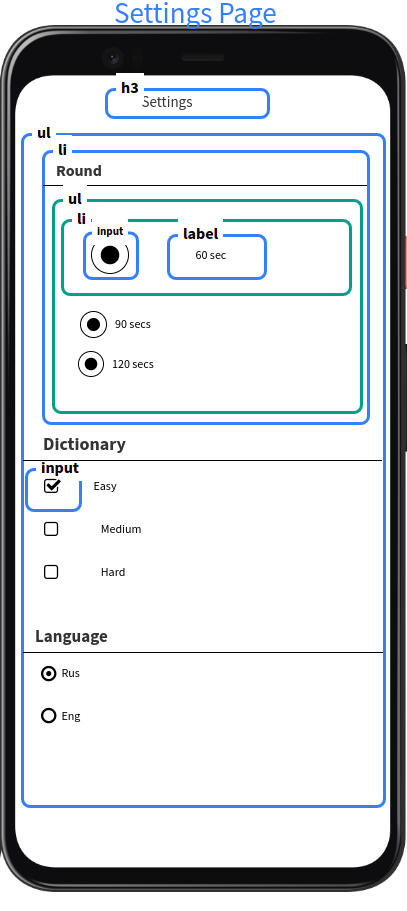 Settings Page
h3
Settings
ul
li
Round
ul
li
input
label
60 sec
90 secs
120 secs
Dictionary
input
Easy
Medium
Hard
Language
Rus
Eng